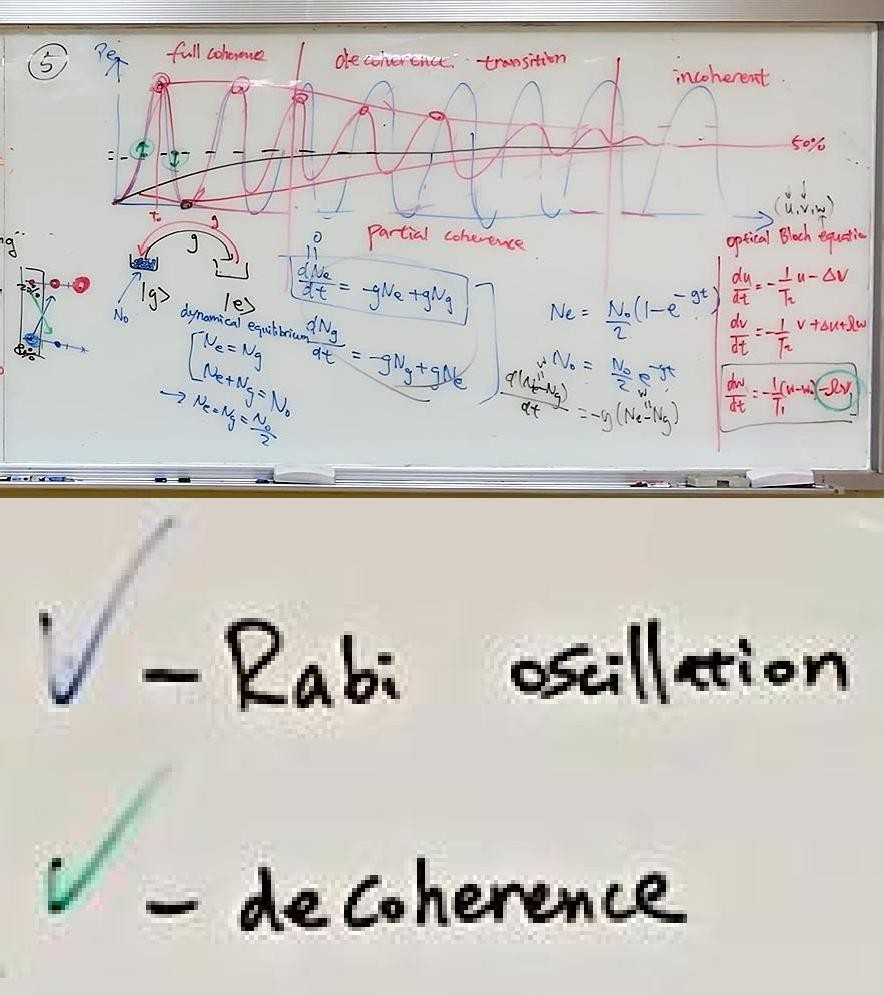 5
Pe
full coherence
decoherence transition
incoherent
50%
(u,v,w)
partial coherence
optical Bloch equation
T₀
g
g
0
N₀
|g>
|e>
dNe/dt = -gNe + gNg
dNg/dt = -gNg + gNe
dynamical equilibrium
Ne = Ng
Ne+Ng = N₀
→ Ne = Ng = N₀/2
Ne = N₀/2 (1-e^-gt)
N₀ = N₀/2 e^-gt
w
w
d(Ne-Ng)/dt = -g(Ne-Ng)
du/dt = -1/T₂ u - ΔV
dv/dt = -1/T₂ v + Δu + Ωw
dw/dt = -1/T₁ (w-w₀) - Ωv
- Rabi oscillation
- decoherence